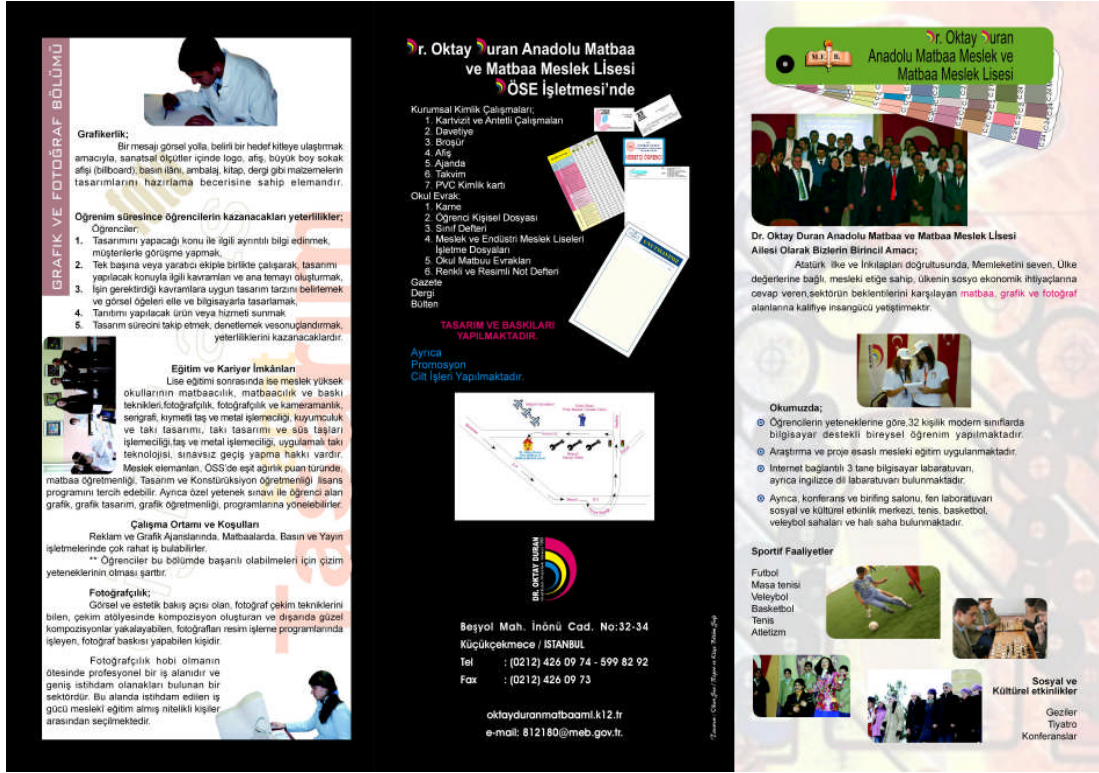 GRAFİK VE FOTOĞRAF BÖLÜMÜ
Grafikerlik;
Bir mesajı görsel yolla, belirli bir hedef kitleye ulaştırmak
amacıyla, sanatsal ölçütler içinde logo, afiş, büyük boy sokak
afişi (billboard), basın ilânı, ambalaj, kitap, dergi gibi malzemelerin
tasarımlarını hazırlama becerisine sahip elemandır.
Öğrenim süresince öğrencilerin kazanacakları yeterlilikler;
Öğrenciler;
1. Tasarımını yapacağı konu ile ilgili ayrıntılı bilgi edinmek,
müşterilerle görüşme yapmak,
2. Tek başına veya yaratıcı ekiple birlikte çalışarak, tasarımı
yapılacak konuyla ilgili kavramları ve ana temayı oluşturmak,
3. İşin gerektirdiği kavramlara uygun tasarım tarzını belirlemek
ve görsel öğeleri elle ve bilgisayarla tasarlamak,
4. Tanıtımı yapılacak ürün veya hizmeti sunmak
5. Tasarım sürecini takip etmek, denetlemek vesonuçlandırmak,
yeterliliklerini kazanacaklardır.
Eğitim ve Kariyer İmkânları
Lise eğitimi sonrasında ise meslek yüksek
okullarının matbaacılık, matbaacılık ve baskı
teknikleri,fotoğrafçılık, fotoğrafçılık ve kameramanlık,
serigrafi, kıymetli taş ve metal işlemeciliği, kuyumculuk
ve takı tasarımı, takı tasarımı ve süs taşları
işlemeciliği,taş ve metal işlemeciliği, uygulamalı takı
teknolojisi, sınavsız geçiş yapma hakkı vardır.
Meslek elemanları, ÖSS'de eşit ağırlık puan türünde,
matbaa öğretmenliği, Tasarım ve Konstürüksiyon öğretmenliği lisans
programını tercih edebilir. Ayrıca özel yetenek sınavı ile öğrenci alan
grafik, grafik tasarım, grafik öğretmenliği, programlarına yönelebilirler.
Çalışma Ortamı ve Koşulları
Reklam ve Grafik Ajanslarında, Matbaalarda, Basın ve Yayın
işletmelerinde çok rahat iş bulabilirler.
** Öğrenciler bu bölümde başarılı olabilmeleri için çizim
yeteneklerinin olması şarttır.
Fotoğrafçılık;
Görsel ve estetik bakış açısı olan, fotoğraf çekim tekniklerini
bilen, çekim atölyesinde kompozisyon oluşturan ve dışarıda güzel
kompozisyonlar yakalayabilen, fotoğrafları resim işleme programlarında
işleyen, fotoğraf baskısı yapabilen kişidir.
Fotoğrafçılık hobi olmanın
ötesinde profesyonel bir iş alanıdır ve
geniş istihdam olanakları bulunan bir
sektördür. Bu alanda istihdam edilen iş
gücü meslekî eğitim almış nitelikli kişiler
arasından seçilmektedir.
Tasarım
Dr. Oktay Duran Anadolu Matbaa
ve Matbaa Meslek Lisesi
DÖSE İşletmesi'nde
Kurumsal Kimlik Çalışmaları;
1. Kartvizit ve Antetli Çalışmaları
2. Davetiye
3. Broşür
4. Afiş
5. Ajanda
6. Takvim
7. PVC Kimlik kartı
Okul Evrak:
1. Karne
2. Öğrenci Kişisel Dosyası
3. Sınıf Defteri
4. Meslek ve Endüstri Meslek Liseleri
İşletme Dosyaları
5. Okul Matbuu Evrakları
6. Renkli ve Resimli Not Defteri
Gazete
Dergi
Bülten
TASARIM VE BASKILARI
YAPILMAKTADIR.
Ayrıca
Promosyon
Cilt İşleri Yapılmaktadır.
NÖBETÇİ ÖĞRENCİ
DR. OKTAY DURAN
Beşyol Mah. İnönü Cad. No:32-34
Küçükçekmece / İSTANBUL
Tel : (0212) 426 09 74 - 599 82 92
Fax : (0212) 426 09 73
oktayduranmatbaaml.k12.tr
e-mail: 812180@meb.gov.tr.
Dr. Oktay Duran
Anadolu Matbaa Meslek ve
Matbaa Meslek Lisesi
M.E.B.
Dr. Oktay Duran Anadolu Matbaa ve Matbaa Meslek Lİsesi
Ailesi Olarak Bizlerin Birincil Amacı;
Atatürk ilke ve İnkılapları doğrultusunda, Memleketini seven, Ülke
değerlerine bağlı, mesleki etiğe sahip, ülkenin sosyo ekonomik ihtiyaçlarına
cevap veren,sektörün beklentilerini karşılayan matbaa, grafik ve fotoğraf
alanlarına kalifiye insangücü yetiştirmektir.
Okumuzda;
Öğrencilerin yeteneklerine göre,32 kişilik modern sınıflarda
bilgisayar destekli bireysel öğrenim yapılmaktadır.
Araştırma ve proje esaslı mesleki eğitim uygulanmaktadır.
Internet bağlantılı 3 tane bilgisayar labaratuvarı,
ayrıca ingilizce dil labaratuvarı bulunmaktadır.
Ayrıca, konferans ve birifing salonu, fen laboratuvarı
sosyal ve kültürel etkinlik merkezi, tenis, basketbol,
veleybol sahaları ve halı saha bulunmaktadır.
Sportif Faaliyetler
Futbol
Masa tenisi
Veleybol
Basketbol
Tenis
Atletizm
Sosyal ve
Kültürel etkinlikler
Geziler
Tiyatro
Konferanslar